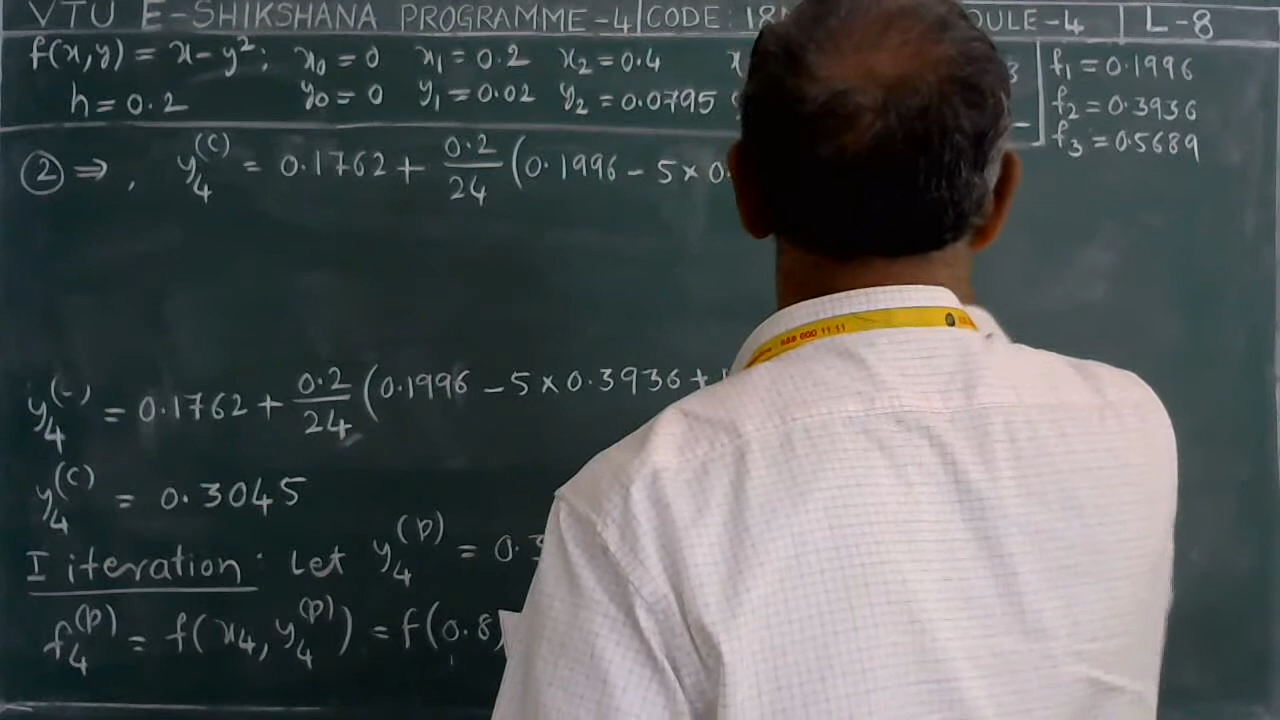 VTU E-SHIKSHANA PROGRAMME-4 CODE: 18 ULE-4 L-8
f(x,y) = x-y²; x₀ = 0 x₁ = 0.2 x₂ = 0.4 x
h = 0.2 y₀ = 0 y₁ = 0.02 y₂ = 0.0795
f₁ = 0.1996
f₂ = 0.3936
f₃ = 0.5689
② ⇒, y₄^(c) = 0.1762 + 0.2/24 (0.1996 - 5 × 0.
y₄^( ) = 0.1762 + 0.2/24 (0.1996 - 5 × 0.3936 +
y₄^(c) = 0.3045
I iteration: Let y₄^(p) = 0.3
f₄^(p) = f(x₄, y₄^(p)) = f(0.8,